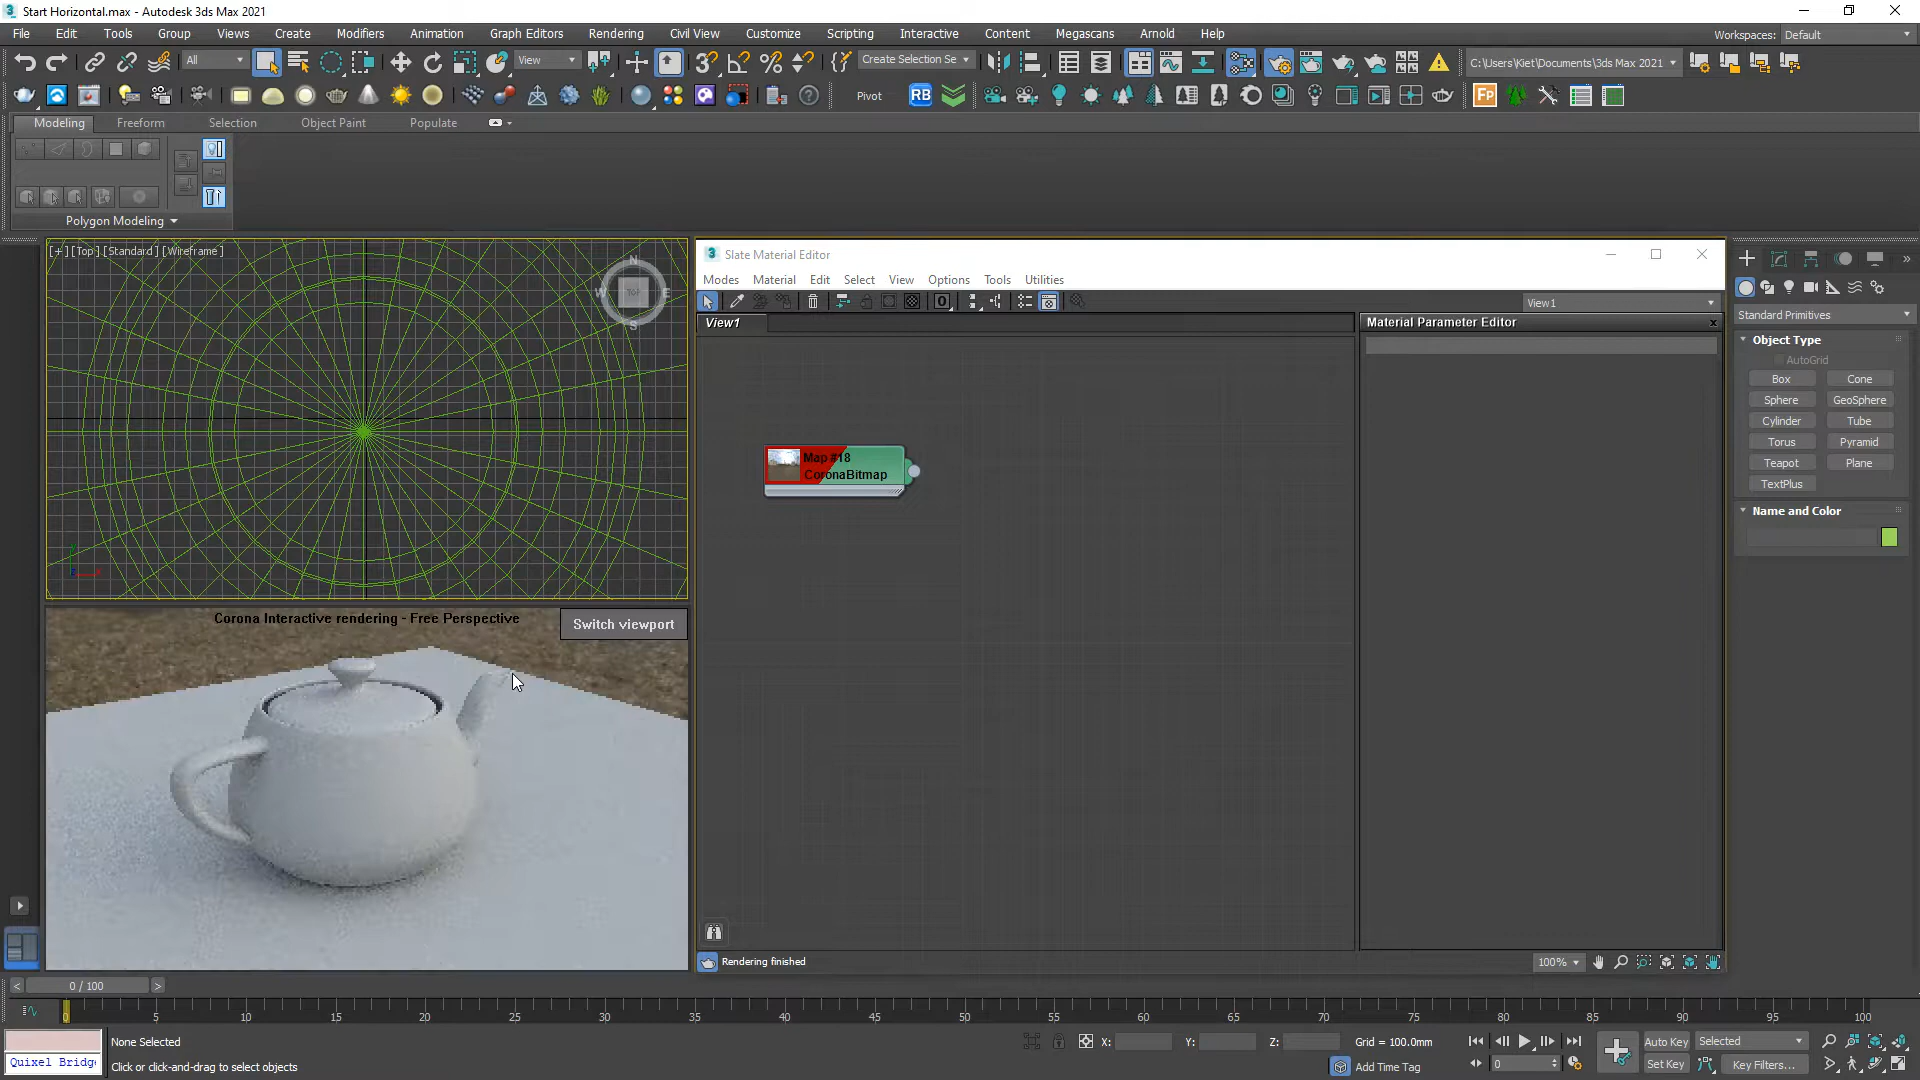 Start Horizontal.max - Autodesk 3ds Max 2021
File Edit Tools Group Views Create Modifiers Animation Graph Editors Rendering Civil View Customize Scripting Interactive Content Megascans Arnold Help
Workspaces: Default
All View Create Selection Se C:\Users\Kiet\Documents\3ds Max 2021
Pivot RB Fp
Modeling Freeform Selection Object Paint Populate
Polygon Modeling
[+] [Top] [Standard] [Wireframe]
N
W TOP E
S
Corona Interactive rendering - Free Perspective
Switch viewport
Slate Material Editor
Modes Material Edit Select View Options Tools Utilities
View1
View1
Material Parameter Editor
x
Map #18
CoronaBitmap
Rendering finished
100%
Standard Primitives
Object Type
AutoGrid
Box Cone
Sphere GeoSphere
Cylinder Tube
Torus Pyramid
Teapot Plane
TextPlus
Name and Color
< 0 / 100 >
0 5 10 15 20 25 30 35 40 45 50 55 60 65 70 75 80 85 90 95 100
None Selected
Click or click-and-drag to select objects
Quixel Bridg
X: Y: Z: Grid = 100.0mm
Add Time Tag
0
Auto Key Selected
Set Key Key Filters...